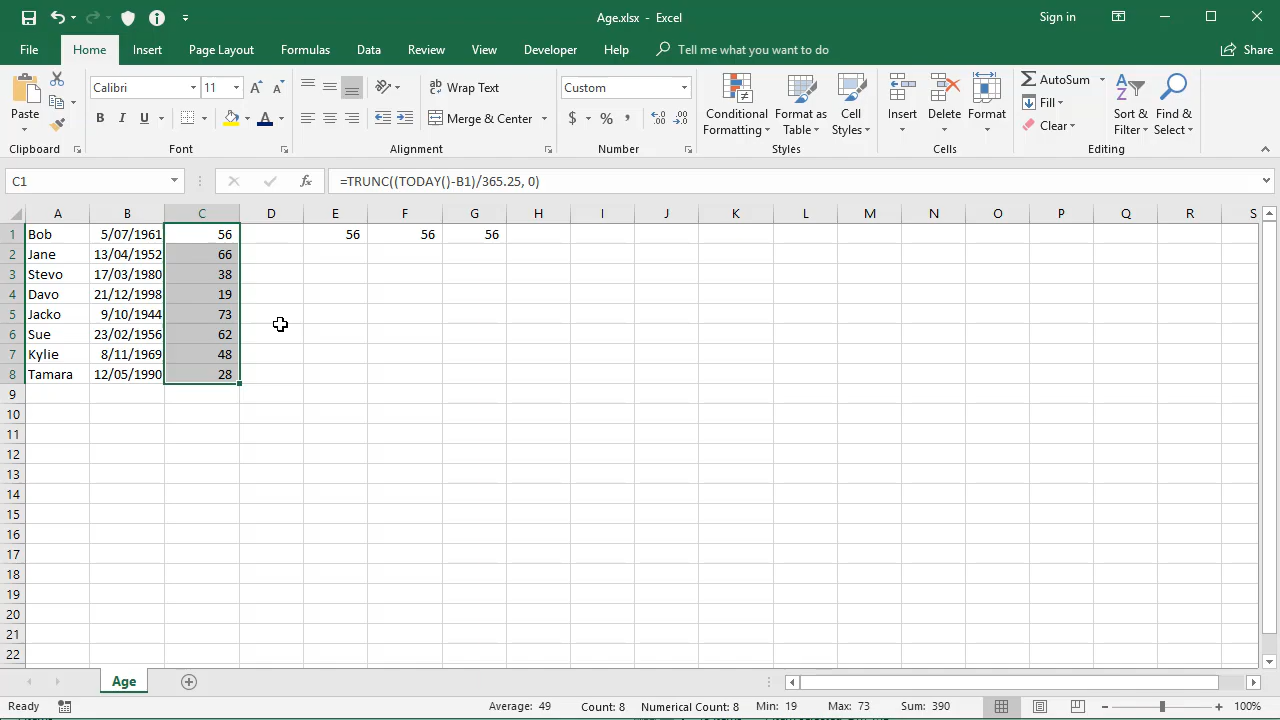 Age.xlsx - Excel
Sign in
File Home Insert Page Layout Formulas Data Review View Developer Help Tell me what you want to do Share
Paste
Clipboard
Calibri 11
B I U
Font
Wrap Text
Merge & Center
Alignment
Custom
$ % ,
Number
Conditional Formatting
Format as Table
Cell Styles
Styles
Insert Delete Format
Cells
AutoSum
Fill
Clear
Sort & Filter
Find & Select
Editing
C1 fx =TRUNC((TODAY()-B1)/365.25, 0)
A B C D E F G H I J K L M N O P Q R S
1 Bob 5/07/1961 56 56 56 56
2 Jane 13/04/1952 66
3 Stevo 17/03/1980 38
4 Davo 21/12/1998 19
5 Jacko 9/10/1944 73
6 Sue 23/02/1956 62
7 Kylie 8/11/1969 48
8 Tamara 12/05/1990 28
9
10
11
12
13
14
15
16
17
18
19
20
21
22
Age
Ready Average: 49 Count: 8 Numerical Count: 8 Min: 19 Max: 73 Sum: 390 100%